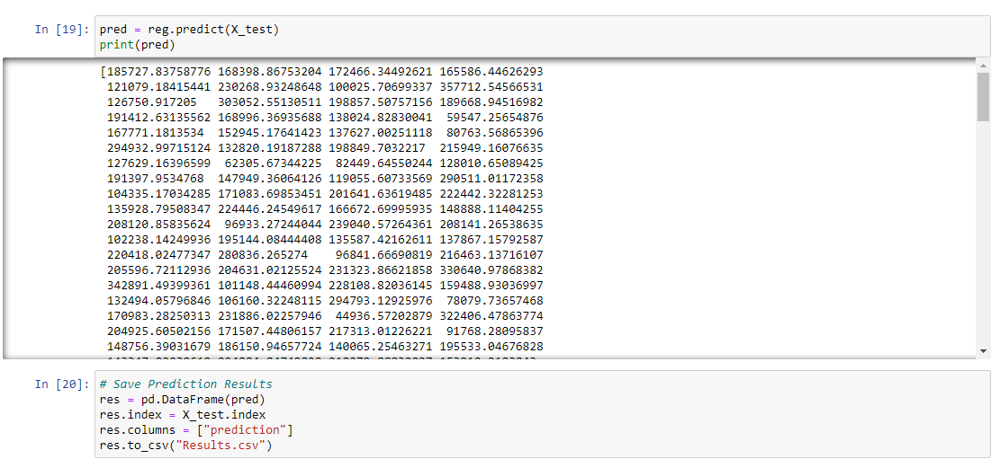 In [19]: pred = reg.predict(X_test)
print(pred)
[185727.83758776 168398.86753204 172466.34492621 165586.44626293
121079.18415441 230268.93248648 100025.70699337 357712.54566531
126750.917205 303052.55130511 198857.50757156 189668.94516982
191412.63135562 168996.36935688 138024.82830041 59547.25654876
167771.1813534 152945.17641423 137627.00251118 80763.56865396
294932.99715124 132820.19187288 198849.7032217 215949.16076635
127629.16396599 62305.67344225 82449.64550244 128010.65089425
191397.9534768 147949.36064126 119055.60733569 290511.01172358
104335.17034285 171083.69853451 201641.63619485 222442.32281253
135928.79508347 224446.24549617 166672.69995935 148888.11404255
208120.85835624 96933.27244044 239040.57264361 208141.26538635
102238.14249936 195144.08444408 135587.42162611 137867.15792587
220418.02477347 280836.265274 96841.66690819 216463.13716107
205596.72112936 204631.02125524 231323.86621858 330640.97868382
342891.49399361 101148.44460994 228108.82036145 159488.93036997
132494.05796846 106160.32248115 294793.12925976 78079.73657468
170983.28250313 231886.02257946 44936.57202879 322406.47863774
204925.60502156 171507.44806157 217313.01226221 91768.28095837
148756.39031679 186150.94657724 140065.25463271 195533.04676828
In [20]: # Save Prediction Results
res = pd.DataFrame(pred)
res.index = X_test.index
res.columns = ["prediction"]
res.to_csv("Results.csv")